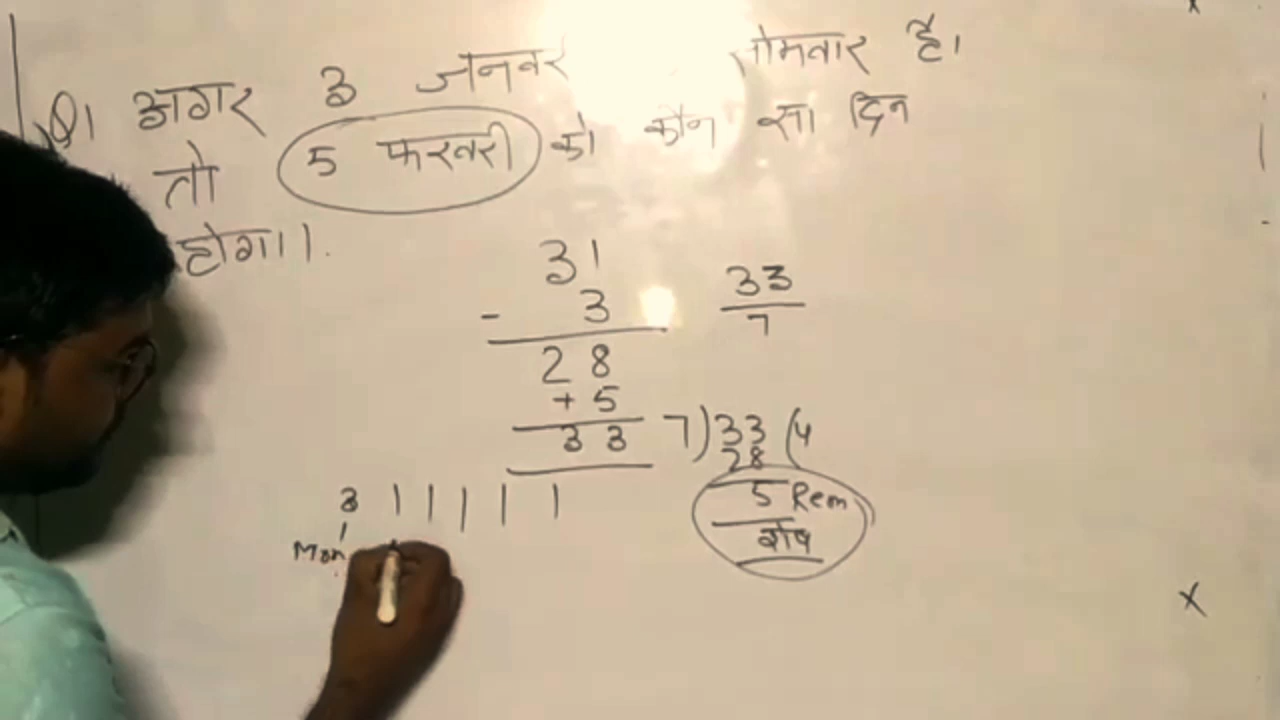 Q। अगर 3 जनवर सोमवार है।
तो 5 फरवरी को कौन सा दिन
होगा।।.
31
- 3
28
+ 5
33
33
7
7) 33 (4
28
5 Rem
शेष
3 | | | | |
Mon
x